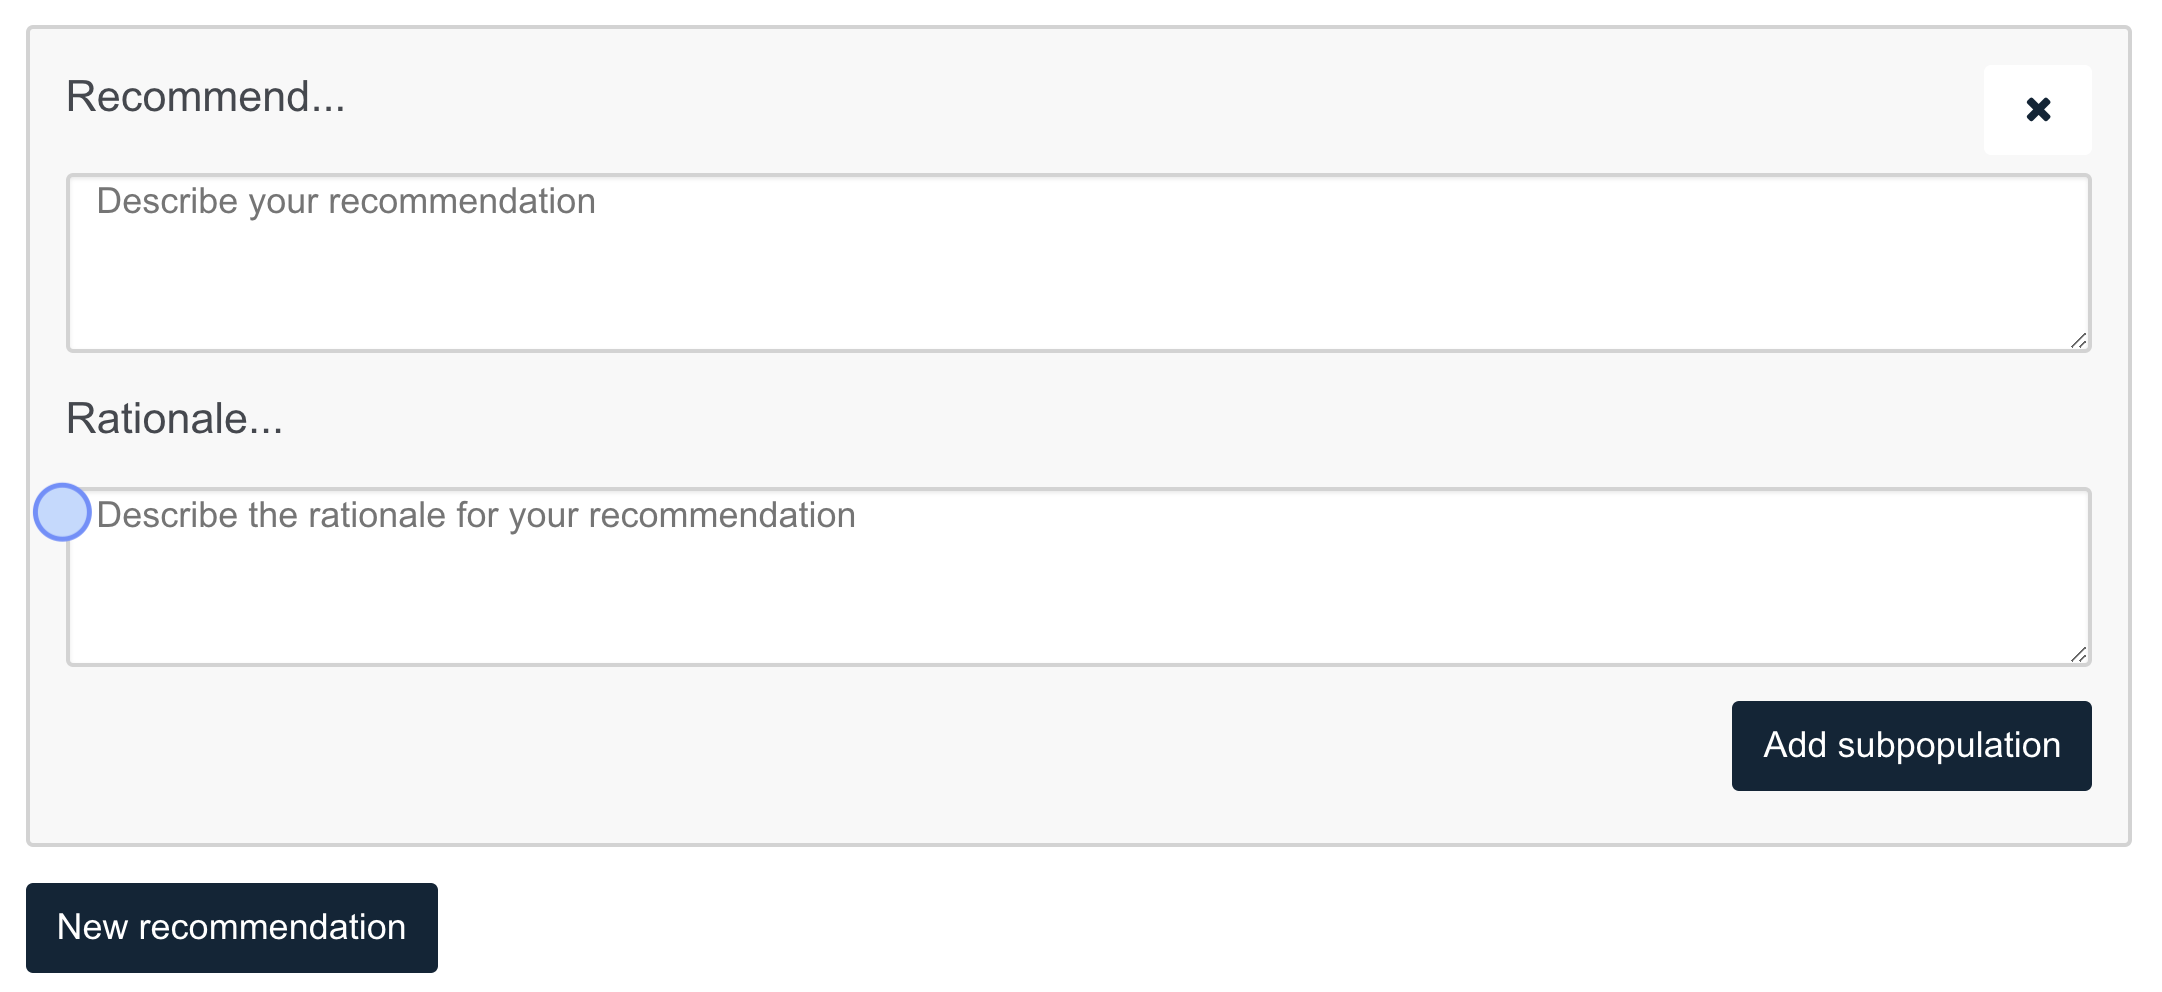 Recommend...
Describe your recommendation
Rationale...
Describe the rationale for your recommendation
Add subpopulation
New recommendation